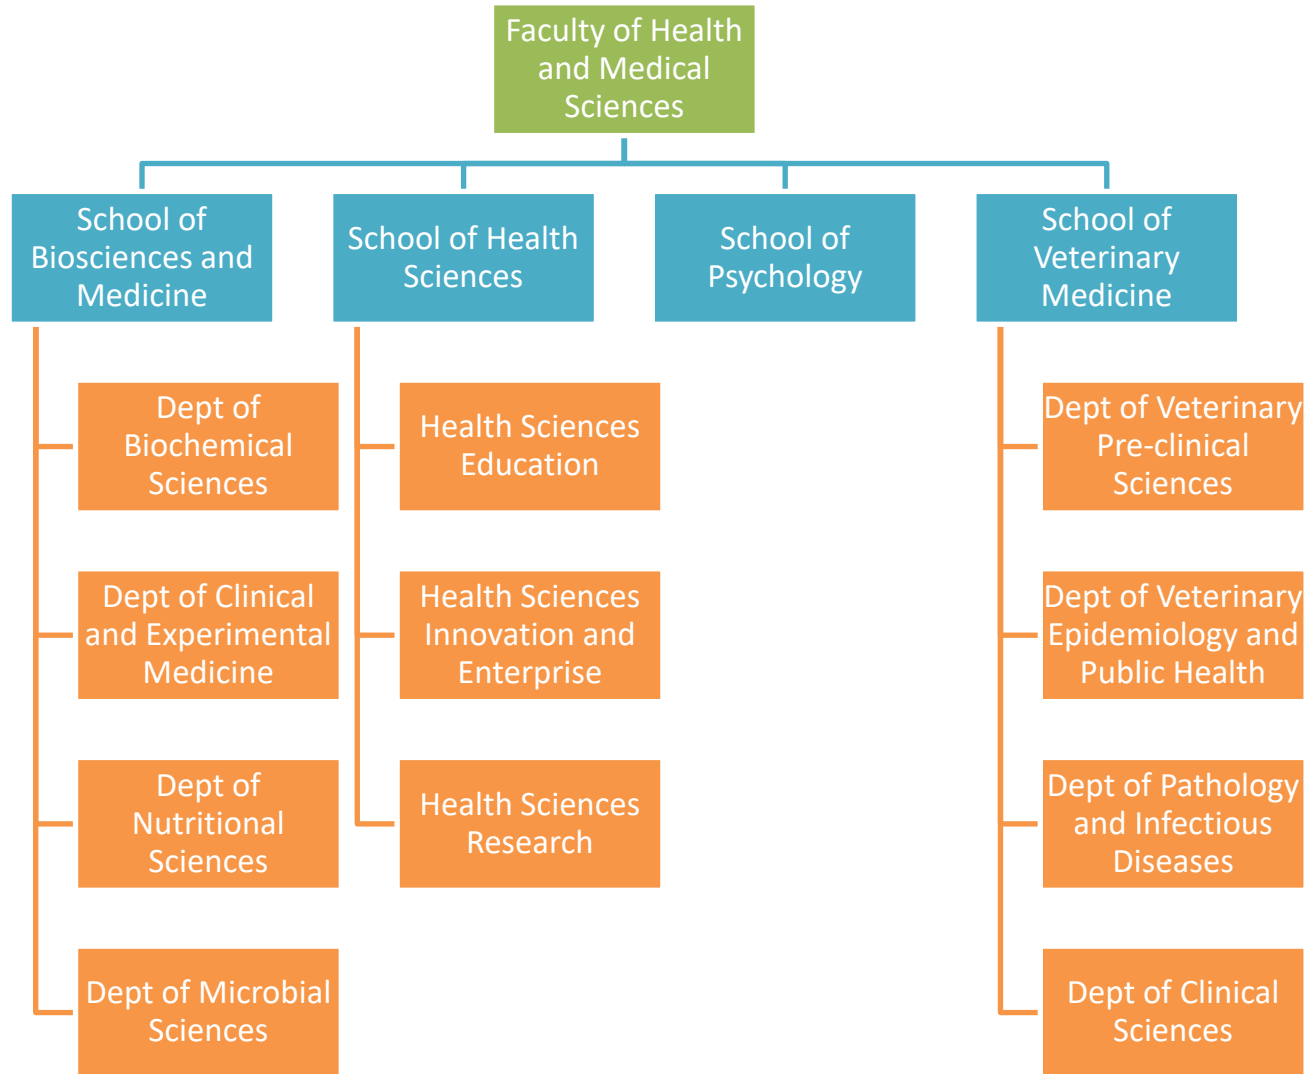 Faculty of Health
and Medical
Sciences
School of
Biosciences and
Medicine
School of Health
Sciences
School of
Psychology
School of
Veterinary
Medicine
Dept of
Biochemical
Sciences
Dept of Clinical
and Experimental
Medicine
Dept of
Nutritional
Sciences
Dept of Microbial
Sciences
Health Sciences
Education
Health Sciences
Innovation and
Enterprise
Health Sciences
Research
Dept of Veterinary
Pre-clinical
Sciences
Dept of Veterinary
Epidemiology and
Public Health
Dept of Pathology
and Infectious
Diseases
Dept of Clinical
Sciences